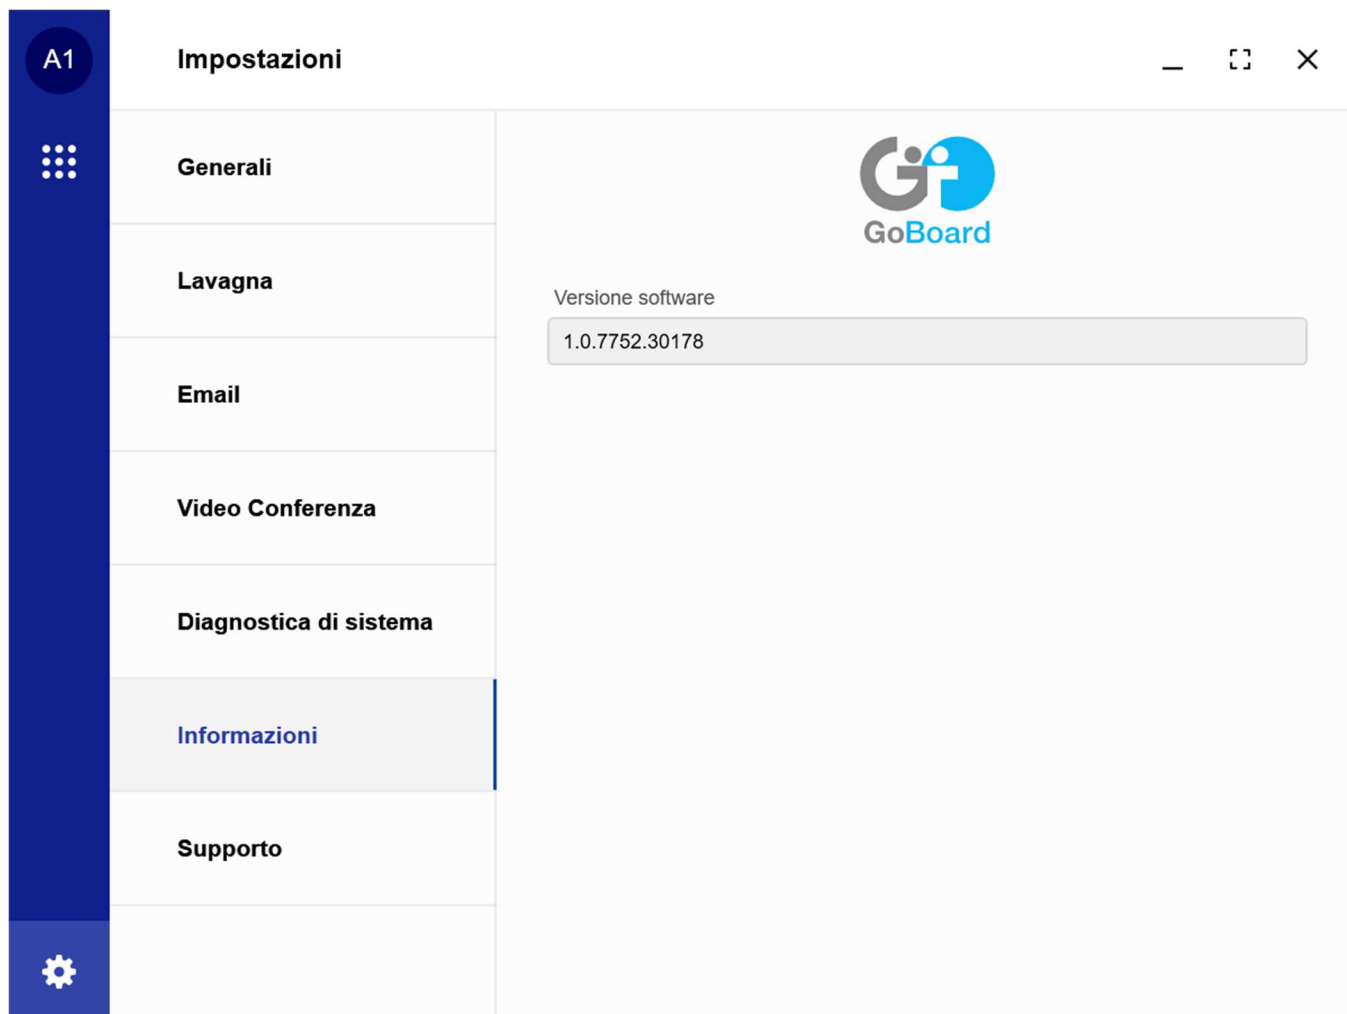 A1
Impostazioni
Generali
Lavagna
Email
Video Conferenza
Diagnostica di sistema
Informazioni
Supporto
GoBoard
Versione software
1.0.7752.30178